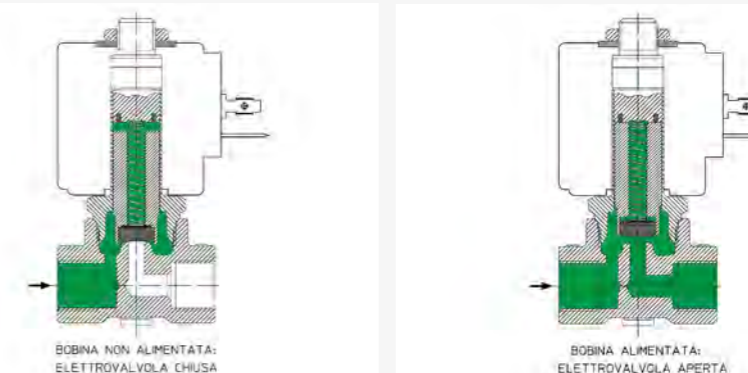 BOBINA NON ALIMENTATA:
ELETTROVALVOLA CHIUSA
BOBINA ALIMENTATA:
ELETTROVALVOLA APERTA